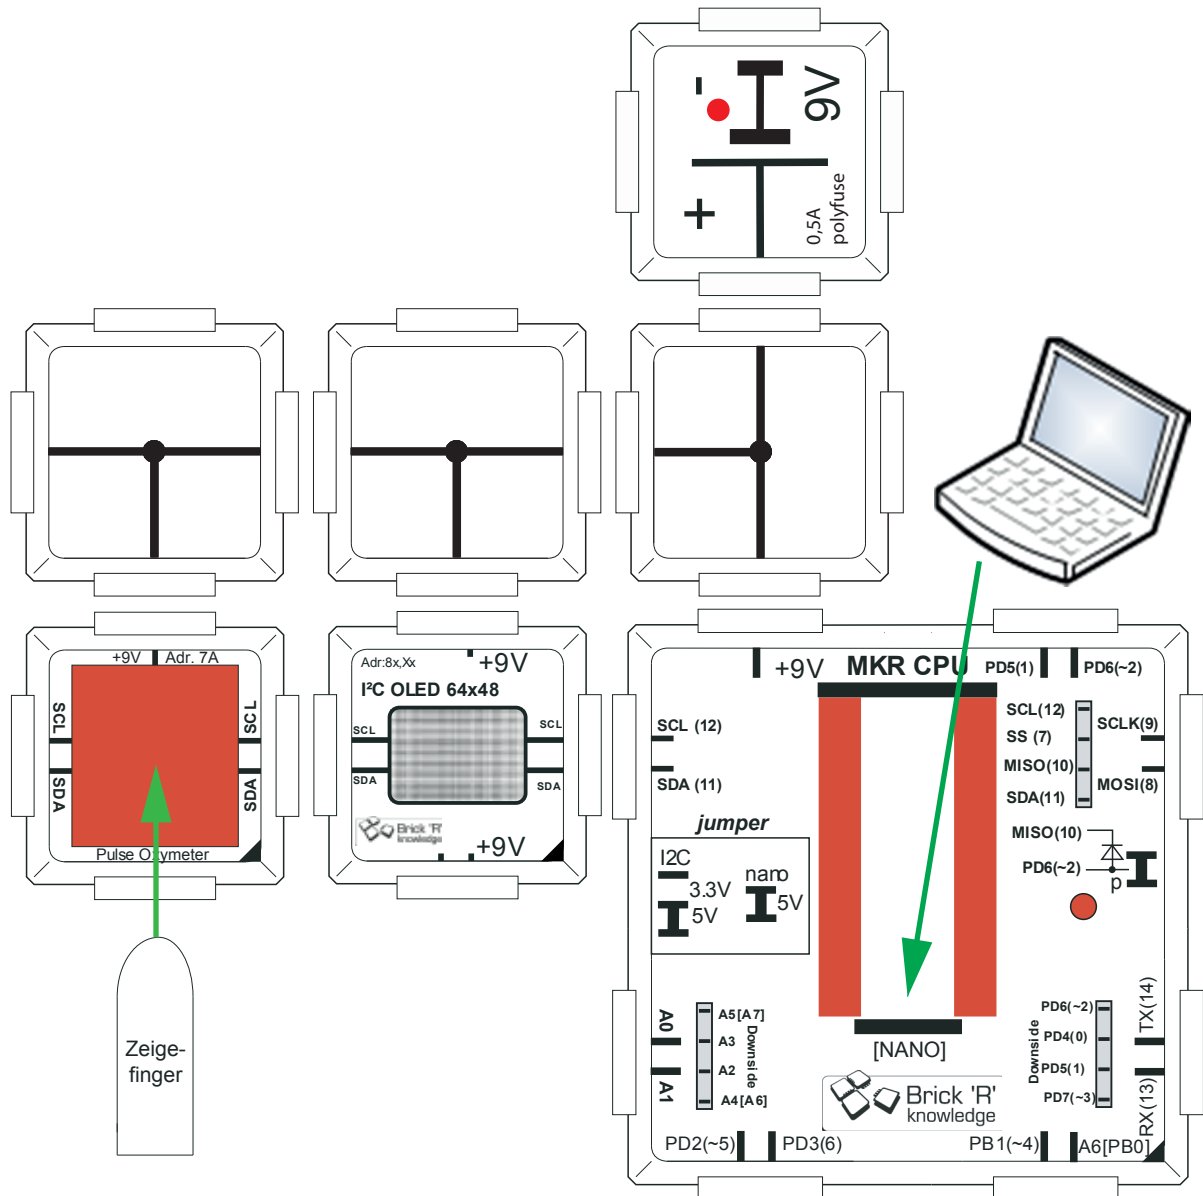 -
+
9V
0,5A
polyfuse
+9V
Adr. 7A
SCL
SDA
SCL
SDA
Pulse Oxymeter
Zeige-
finger
Adr:8x,Xx
+9V
I²C OLED 64x48
SCL
SDA
SCL
SDA
Brick 'R'
knowledge
+9V
+9V
MKR CPU
PD5(1)
PD6(~2)
SCL (12)
SDA (11)
SCL(12)
SS (7)
MISO(10)
SDA(11)
SCLK(9)
MOSI(8)
jumper
I2C
3.3V
5V
nano
5V
MISO(10)
PD6(~2)
p
A0
A1
A5[A7]
A3
A2
A4[A6]
Downside
[NANO]
Brick 'R'
knowledge
Downside
PD6(~2)
PD4(0)
PD5(1)
PD7(~3)
TX(14)
RX(13)
PD2(~5)
PD3(6)
PB1(~4)
A6[PB0]